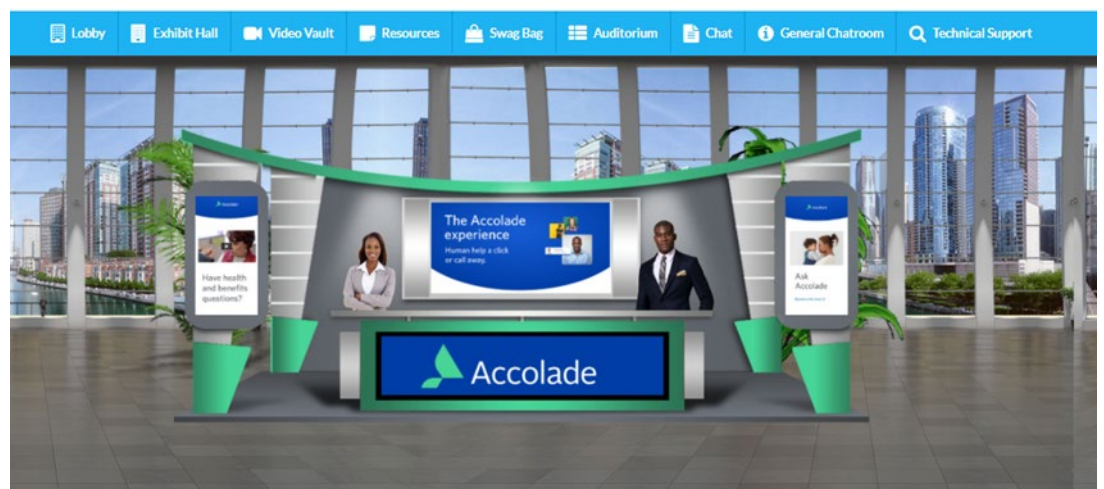 Lobby
Exhibit Hall
Video Vault
Resources
Swag Bag
Auditorium
Chat
General Chatroom
Technical Support
Accolade
Have health
and benefits
questions?
The Accolade
experience
Human help a click
or call away.
Accolade
Ask
Accolade
Accolade